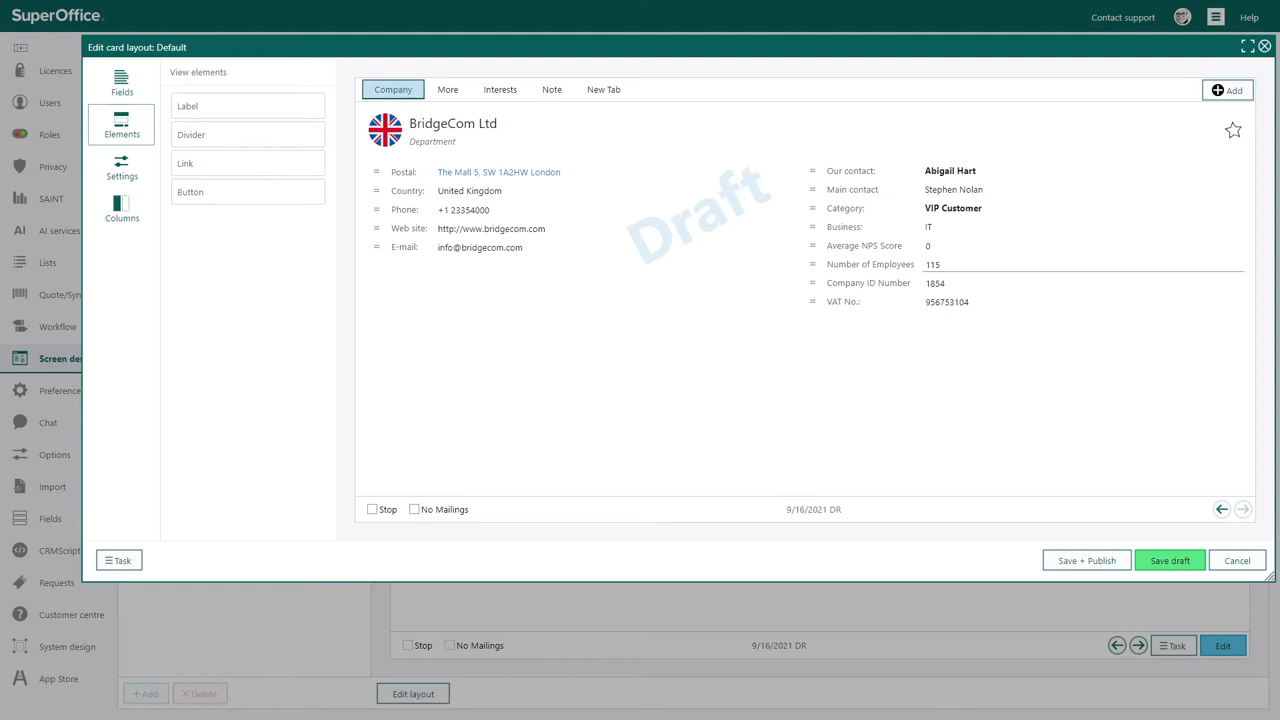 SuperOffice
Contact support
Help
Edit card layout: Default
Licences
Users
Roles
Privacy
SAINT
AI services
Lists
Quote/Syn
Workflow
Screen des
Preference
Chat
Options
Import
Fields
CRMScript
Requests
Customer centre
System design
App Store
Fields
Elements
Settings
Columns
View elements
Label
Divider
Link
Button
Company
More
Interests
Note
New Tab
Add
BridgeCom Ltd
Department
Postal: The Mall 5, SW 1A2HW London
Country: United Kingdom
Phone: +1 23354000
Web site: http://www.bridgecom.com
E-mail: info@bridgecom.com
Draft
Our contact: Abigail Hart
Main contact Stephen Nolan
Category: VIP Customer
Business: IT
Average NPS Score 0
Number of Employees 115
Company ID Number 1854
VAT No.: 956753104
Stop
No Mailings
9/16/2021 DR
Task
Save + Publish
Save draft
Cancel
Stop
No Mailings
9/16/2021 DR
Task
Edit
+ Add
Delete
Edit layout